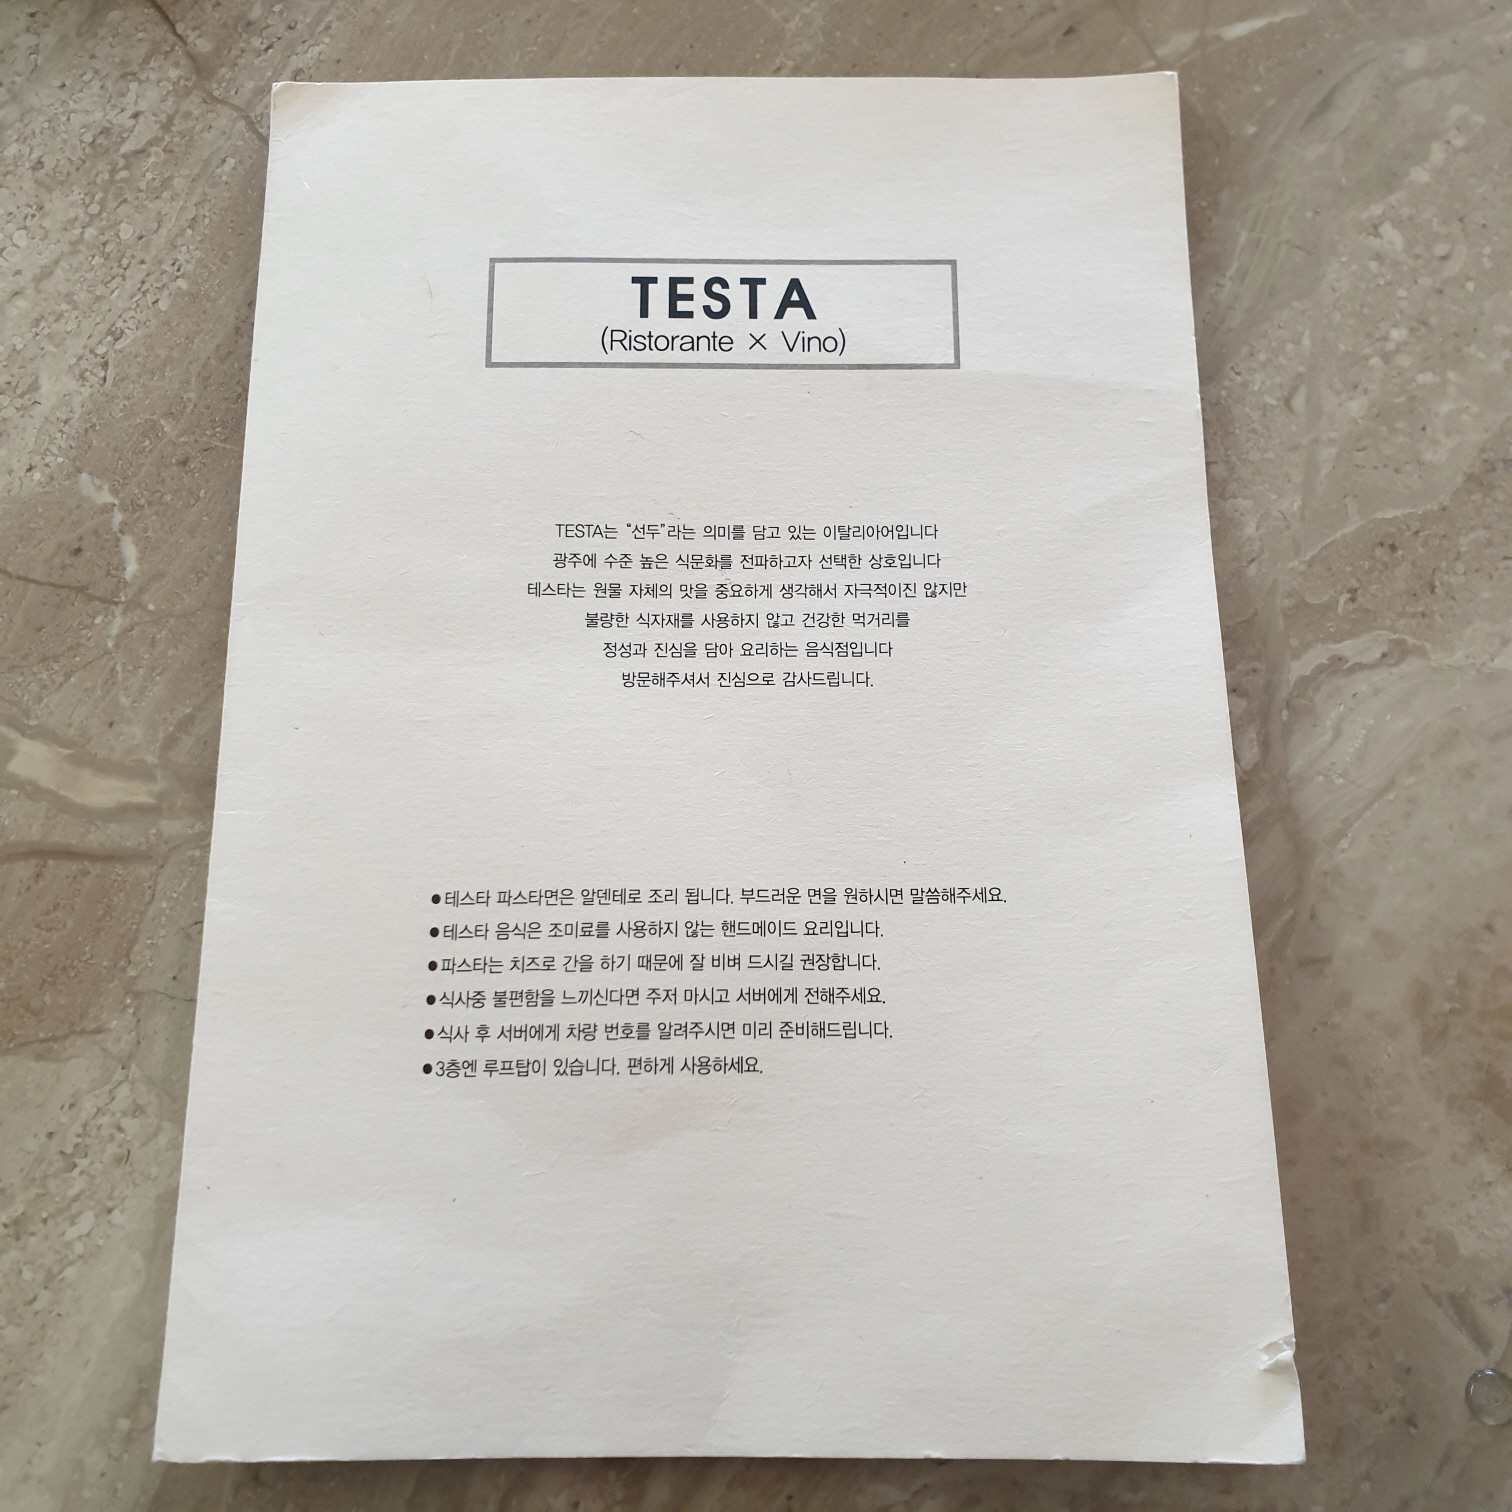 TESTA
(Ristorante × Vino)
TESTA는 “선두”라는 의미를 담고 있는 이탈리아어입니다
광주에 수준 높은 식문화를 전파하고자 선택한 상호입니다
테스타는 원물 자체의 맛을 중요하게 생각해서 자극적이진 않지만
불량한 식자재를 사용하지 않고 건강한 먹거리를
정성과 진심을 담아 요리하는 음식점입니다
방문해주셔서 진심으로 감사드립니다.
●테스타 파스타면은 알덴테로 조리 됩니다. 부드러운 면을 원하시면 말씀해주세요.
●테스타 음식은 조미료를 사용하지 않는 핸드메이드 요리입니다.
●파스타는 치즈로 간을 하기 때문에 잘 비벼 드시길 권장합니다.
●식사중 불편함을 느끼신다면 주저 마시고 서버에게 전해주세요.
●식사 후 서버에게 차량 번호를 알려주시면 미리 준비해드립니다.
●3층엔 루프탑이 있습니다. 편하게 사용하세요.